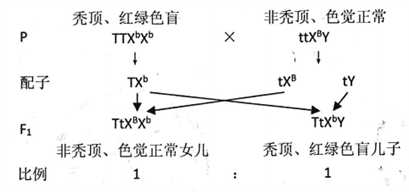 秃顶、红绿色盲 非秃顶、色觉正常
P TTXᵇXᵇ × ttXᴮY
配子 TXᵇ tXᴮ tY
F₁ TtXᴮXᵇ TtXᵇY
非秃顶、色觉正常女儿 秃顶、红绿色盲儿子
比例 1 : 1